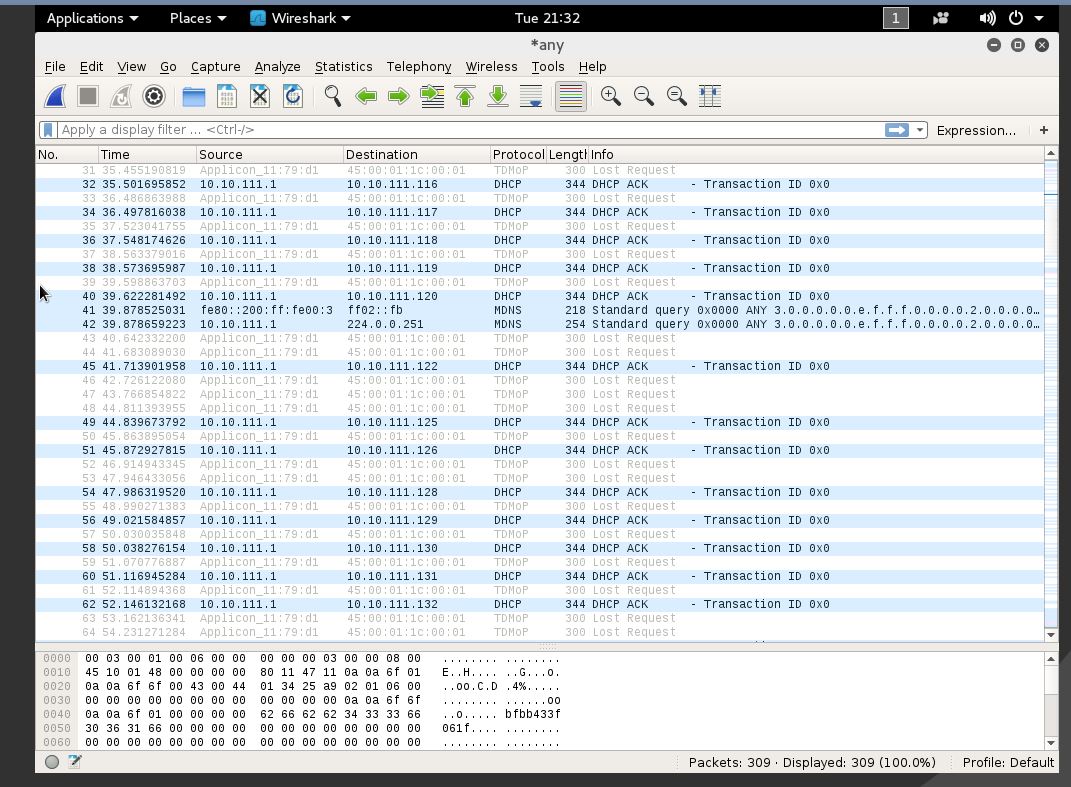 Applications Places Wireshark Tue 21:32 1
*any
File Edit View Go Capture Analyze Statistics Telephony Wireless Tools Help
Apply a display filter ... <Ctrl-/> Expression... +
No. Time Source Destination Protocol Length Info
31 35.455190819 Applicon_11:79:d1 45:00:01:1c:00:01 TDMoP 300 Lost Request
32 35.501695852 10.10.111.1 10.10.111.116 DHCP 344 DHCP ACK - Transaction ID 0x0
33 36.486863988 Applicon_11:79:d1 45:00:01:1c:00:01 TDMoP 300 Lost Request
34 36.497816038 10.10.111.1 10.10.111.117 DHCP 344 DHCP ACK - Transaction ID 0x0
35 37.523041755 Applicon_11:79:d1 45:00:01:1c:00:01 TDMoP 300 Lost Request
36 37.548174626 10.10.111.1 10.10.111.118 DHCP 344 DHCP ACK - Transaction ID 0x0
37 38.563379016 Applicon_11:79:d1 45:00:01:1c:00:01 TDMoP 300 Lost Request
38 38.573695987 10.10.111.1 10.10.111.119 DHCP 344 DHCP ACK - Transaction ID 0x0
39 39.598863703 Applicon_11:79:d1 45:00:01:1c:00:01 TDMoP 300 Lost Request
40 39.622281492 10.10.111.1 10.10.111.120 DHCP 344 DHCP ACK - Transaction ID 0x0
41 39.878525031 fe80::200:ff:fe00:3 ff02::fb MDNS 218 Standard query 0x0000 ANY 3.0.0.0.0.0.e.f.f.f.0.0.0.0.2.0.0.0.0…
42 39.878659223 10.10.111.1 224.0.0.251 MDNS 254 Standard query 0x0000 ANY 3.0.0.0.0.0.e.f.f.f.0.0.0.0.2.0.0.0.0…
43 40.642332200 Applicon_11:79:d1 45:00:01:1c:00:01 TDMoP 300 Lost Request
44 41.683089030 Applicon_11:79:d1 45:00:01:1c:00:01 TDMoP 300 Lost Request
45 41.713901958 10.10.111.1 10.10.111.122 DHCP 344 DHCP ACK - Transaction ID 0x0
46 42.726122080 Applicon_11:79:d1 45:00:01:1c:00:01 TDMoP 300 Lost Request
47 43.766854822 Applicon_11:79:d1 45:00:01:1c:00:01 TDMoP 300 Lost Request
48 44.811393955 Applicon_11:79:d1 45:00:01:1c:00:01 TDMoP 300 Lost Request
49 44.839673792 10.10.111.1 10.10.111.125 DHCP 344 DHCP ACK - Transaction ID 0x0
50 45.863895054 Applicon_11:79:d1 45:00:01:1c:00:01 TDMoP 300 Lost Request
51 45.872927815 10.10.111.1 10.10.111.126 DHCP 344 DHCP ACK - Transaction ID 0x0
52 46.914943345 Applicon_11:79:d1 45:00:01:1c:00:01 TDMoP 300 Lost Request
53 47.946433056 Applicon_11:79:d1 45:00:01:1c:00:01 TDMoP 300 Lost Request
54 47.986319520 10.10.111.1 10.10.111.128 DHCP 344 DHCP ACK - Transaction ID 0x0
55 48.990271383 Applicon_11:79:d1 45:00:01:1c:00:01 TDMoP 300 Lost Request
56 49.021584857 10.10.111.1 10.10.111.129 DHCP 344 DHCP ACK - Transaction ID 0x0
57 50.030035848 Applicon_11:79:d1 45:00:01:1c:00:01 TDMoP 300 Lost Request
58 50.038276154 10.10.111.1 10.10.111.130 DHCP 344 DHCP ACK - Transaction ID 0x0
59 51.070776887 Applicon_11:79:d1 45:00:01:1c:00:01 TDMoP 300 Lost Request
60 51.116945284 10.10.111.1 10.10.111.131 DHCP 344 DHCP ACK - Transaction ID 0x0
61 52.114894368 Applicon_11:79:d1 45:00:01:1c:00:01 TDMoP 300 Lost Request
62 52.146132168 10.10.111.1 10.10.111.132 DHCP 344 DHCP ACK - Transaction ID 0x0
63 53.162136341 Applicon_11:79:d1 45:00:01:1c:00:01 TDMoP 300 Lost Request
64 54.231271284 Applicon_11:79:d1 45:00:01:1c:00:01 TDMoP 300 Lost Request
0000 00 03 00 01 00 06 00 00 00 00 00 03 00 00 08 00 ........ ........
0010 45 10 01 48 00 00 00 00 80 11 47 11 0a 0a 6f 01 E..H.... ..G...o.
0020 0a 0a 6f 6f 00 43 00 44 01 34 25 a9 02 01 06 00 ..oo.C.D .4%.....
0030 00 00 00 00 00 00 00 00 00 00 00 00 0a 0a 6f 6f ........ ......oo
0040 0a 0a 6f 01 00 00 00 00 62 66 62 62 34 33 33 66 ..o..... bfbb433f
0050 30 36 31 66 00 00 00 00 00 00 00 00 00 00 00 00 061f.... ........
0060 00 00 00 00 00 00 00 00 00 00 00 00 00 00 00 00 ........ ........
Packets: 309 · Displayed: 309 (100.0%) Profile: Default